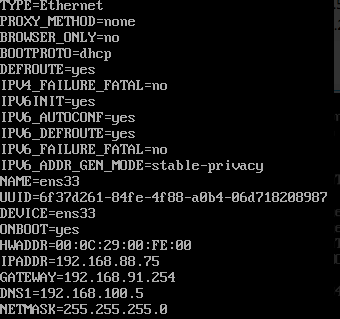 TYPE=Ethernet
PROXY_METHOD=none
BROWSER_ONLY=no
BOOTPROTO=dhcp
DEFROUTE=yes
IPV4_FAILURE_FATAL=no
IPV6INIT=yes
IPV6_AUTOCONF=yes
IPV6_DEFROUTE=yes
IPV6_FAILURE_FATAL=no
IPV6_ADDR_GEN_MODE=stable-privacy
NAME=ens33
UUID=6f37d261-84fe-4f88-a0b4-06d718208987
DEVICE=ens33
ONBOOT=yes
HWADDR=00:0C:29:00:FE:00
IPADDR=192.168.88.75
GATEWAY=192.168.91.254
DNS1=192.168.100.5
NETMASK=255.255.255.0